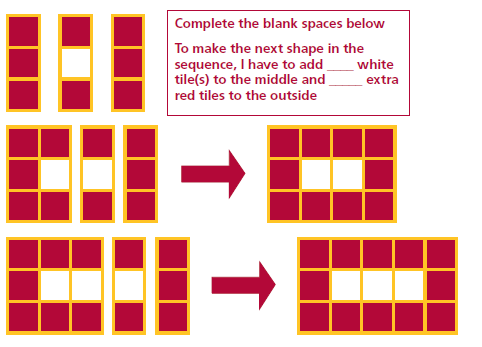 Complete the blank spaces below
To make the next shape in the
sequence, I have to add ____ white
tile(s) to the middle and _____ extra
red tiles to the outside